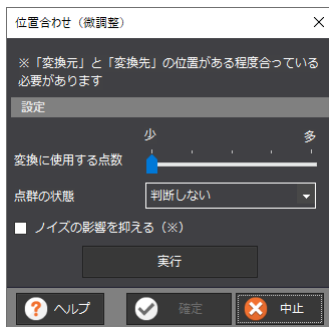 位置合わせ（微調整）
※「変換元」と「変換先」の位置がある程度合っている
必要があります
設定
少 多
変換に使用する点数
点群の状態 判断しない
ノイズの影響を抑える（※）
実行
ヘルプ 確定 中止